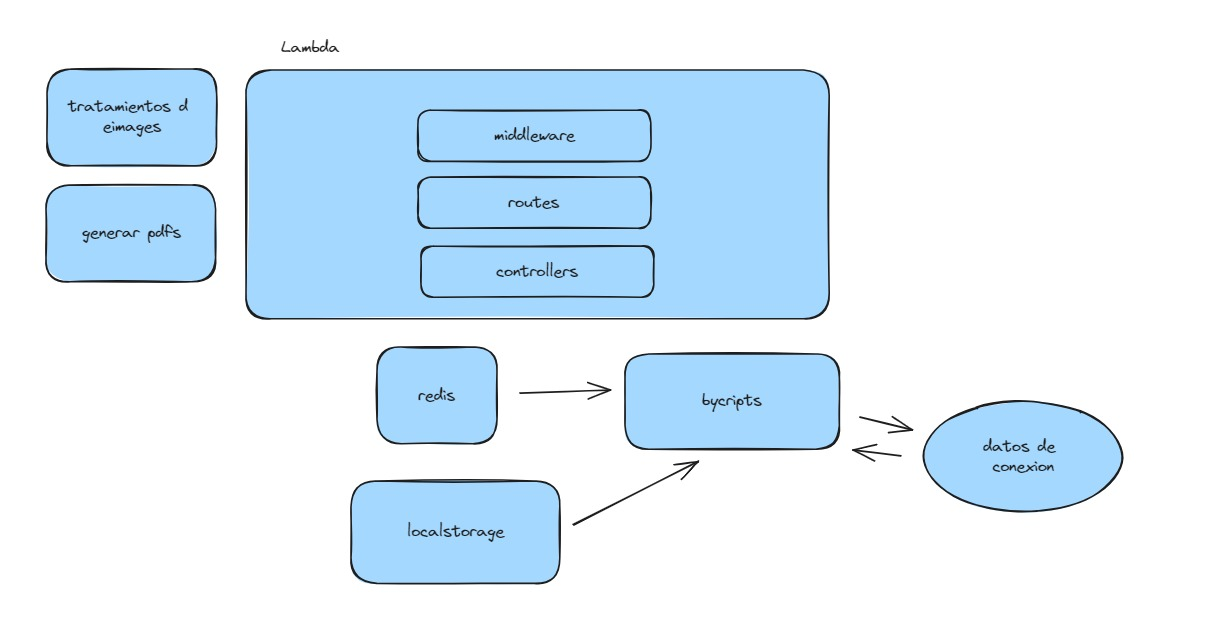 Lambda
tratamientos d
eimages
generar pdfs
middleware
routes
controllers
redis
bycripts
localstorage
datos de
conexion